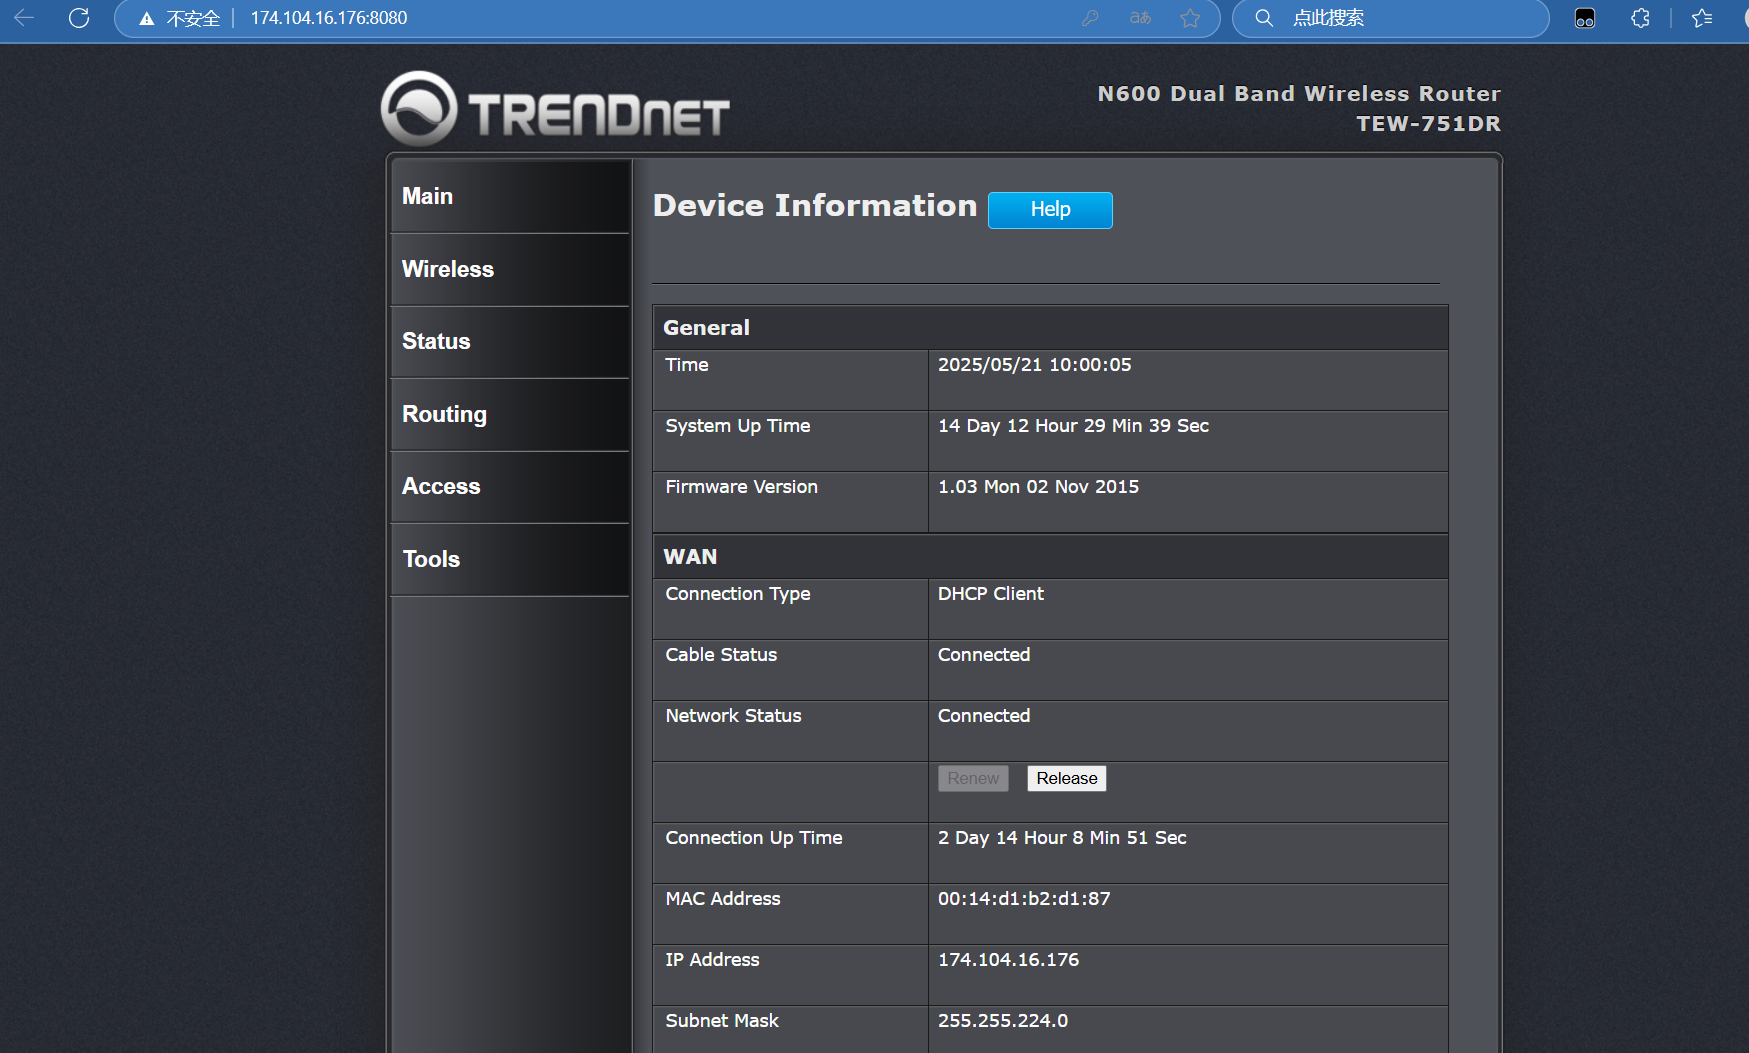 不安全 174.104.16.176:8080 aあ 点此搜索
TRENDNET
N600 Dual Band Wireless Router
TEW-751DR
Main
Wireless
Status
Routing
Access
Tools
Device Information Help
General
Time 2025/05/21 10:00:05
System Up Time 14 Day 12 Hour 29 Min 39 Sec
Firmware Version 1.03 Mon 02 Nov 2015
WAN
Connection Type DHCP Client
Cable Status Connected
Network Status Connected
Renew Release
Connection Up Time 2 Day 14 Hour 8 Min 51 Sec
MAC Address 00:14:d1:b2:d1:87
IP Address 174.104.16.176
Subnet Mask 255.255.224.0